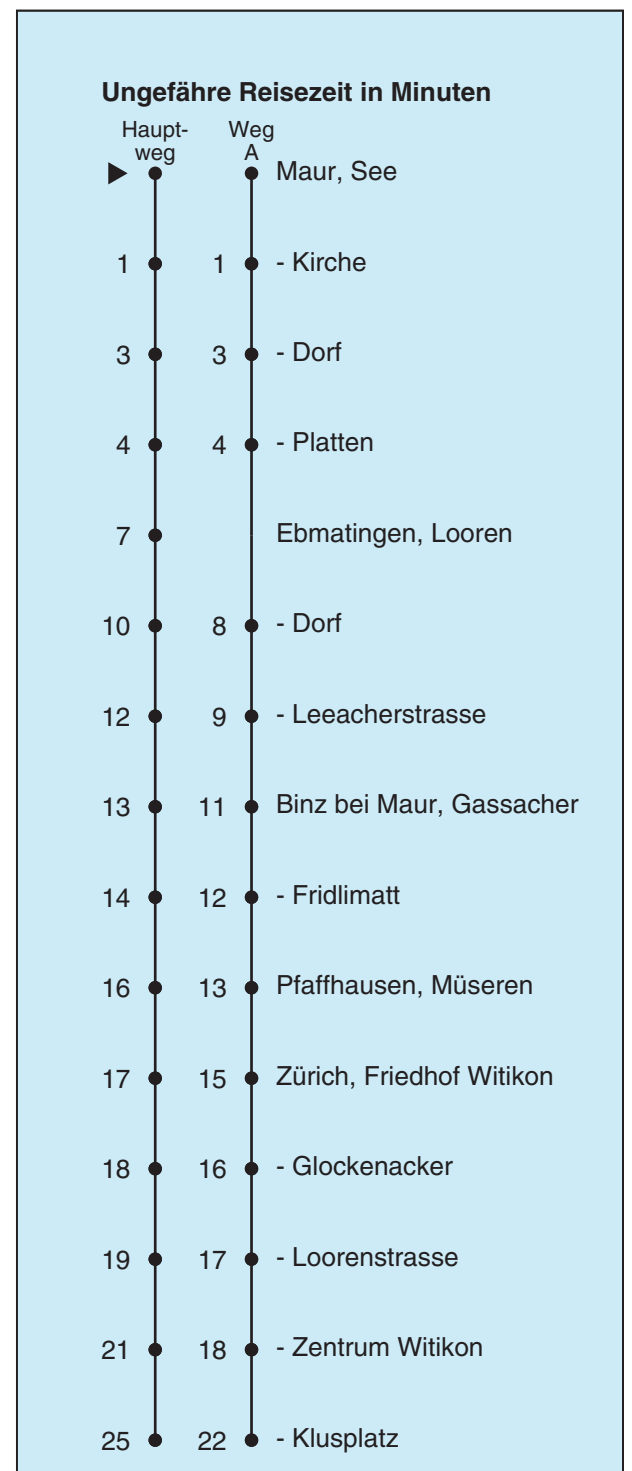 Ungefähre Reisezeit in Minuten
Haupt- Weg
weg A
Maur, See
1 1 - Kirche
3 3 - Dorf
4 4 - Platten
7 Ebmatingen, Looren
10 8 - Dorf
12 9 - Leeacherstrasse
13 11 Binz bei Maur, Gassacher
14 12 - Fridlimatt
16 13 Pfaffhausen, Müseren
17 15 Zürich, Friedhof Witikon
18 16 - Glockenacker
19 17 - Loorenstrasse
21 18 - Zentrum Witikon
25 22 - Klusplatz